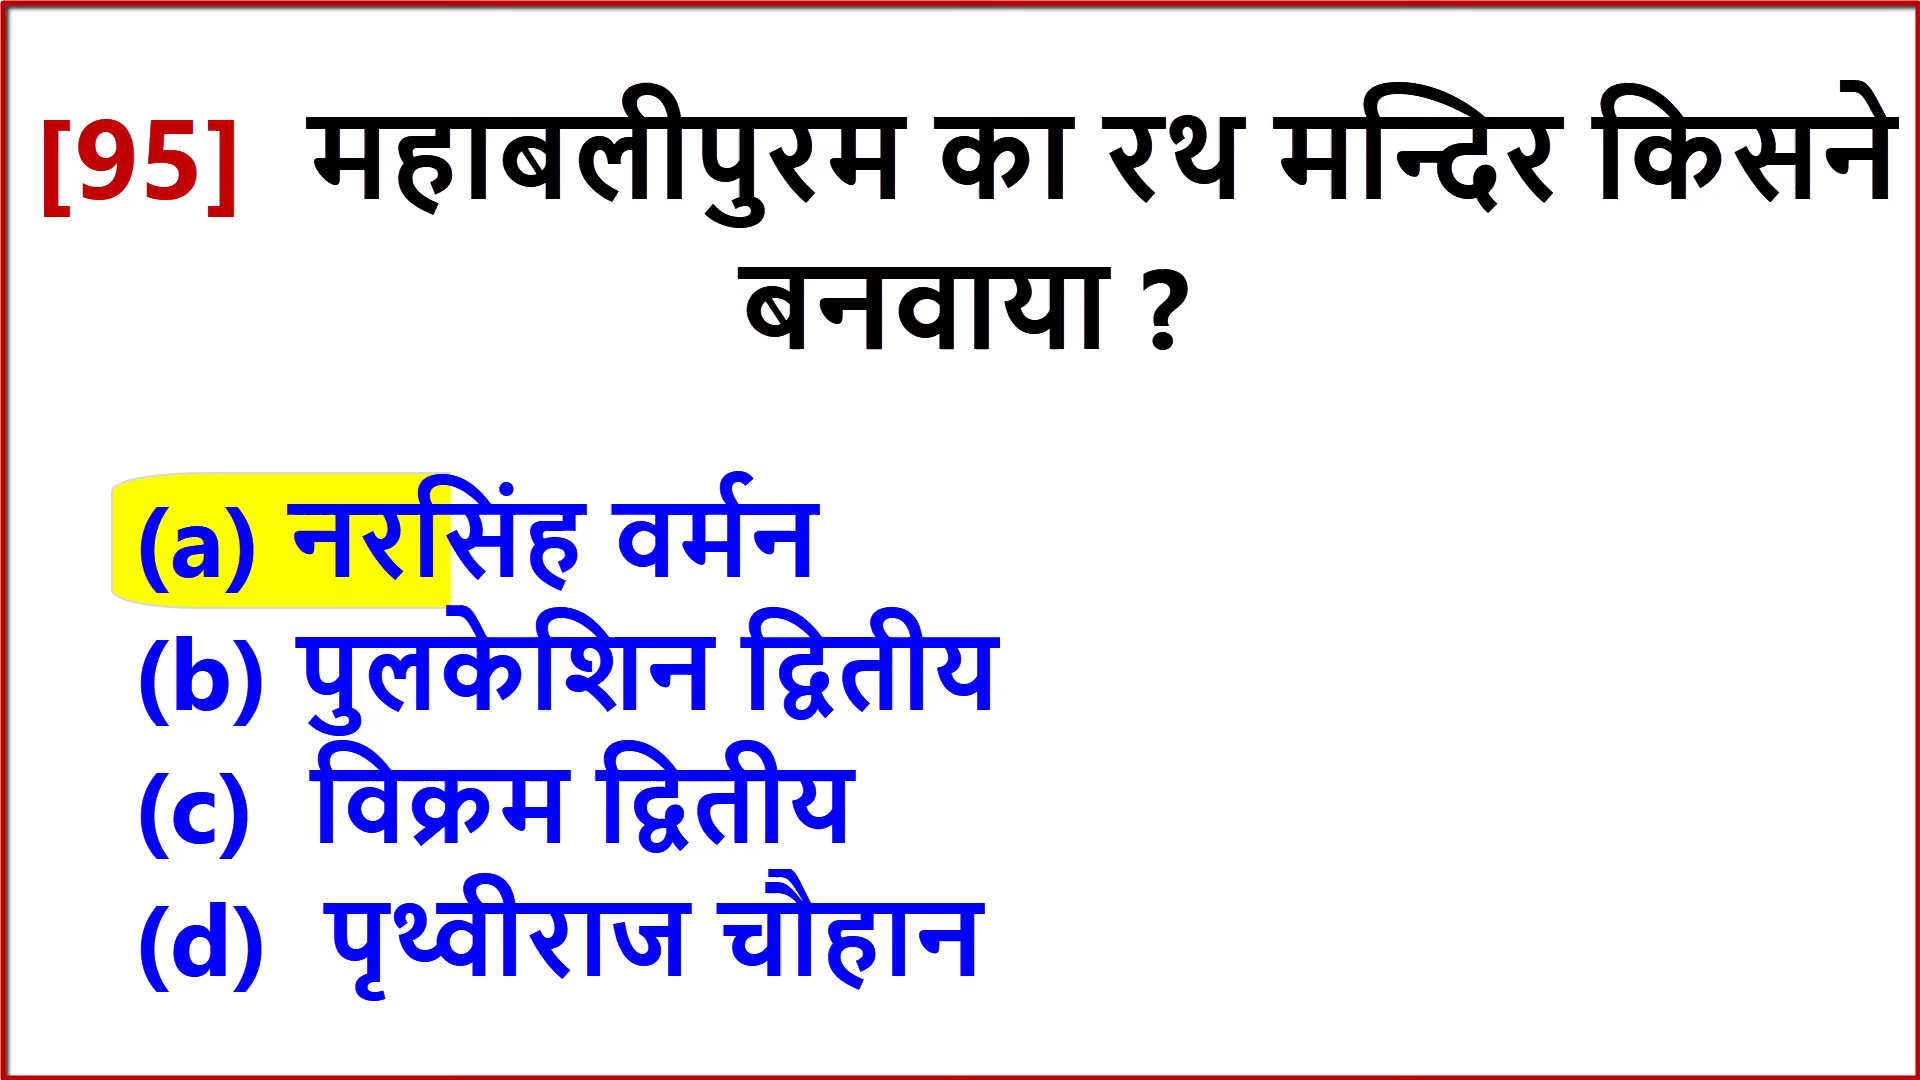 [95] महाबलीपुरम का रथ मन्दिर किसने
बनवाया ?
(a) नरसिंह वर्मन
(b) पुलकेशिन द्वितीय
(c) विक्रम द्वितीय
(d) पृथ्वीराज चौहान